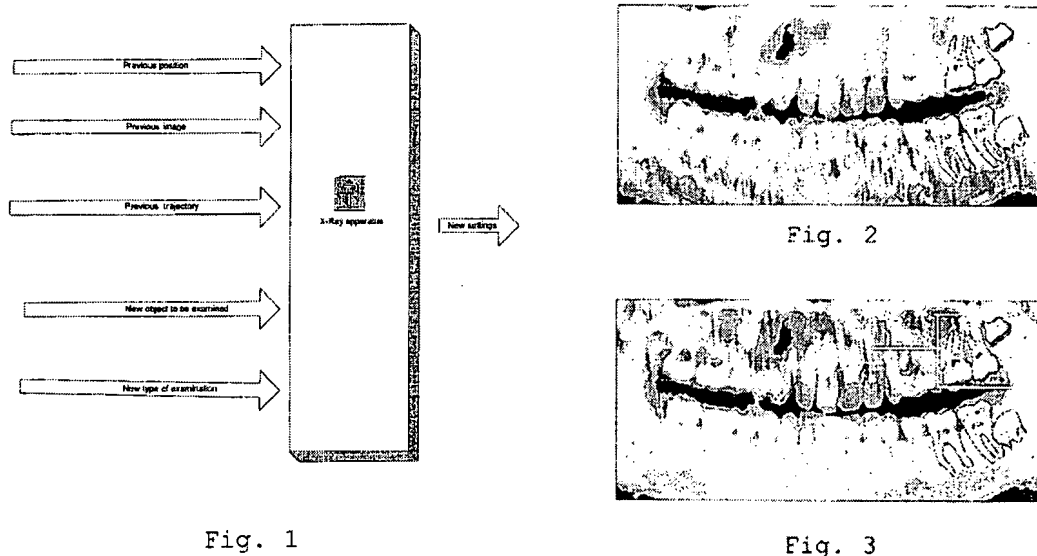 Previous position
Previous image
Previous trajectory
X-Ray apparatus
New settings
New object to be examined
New type of examination
Fig. 1
Fig. 2
Fig. 3